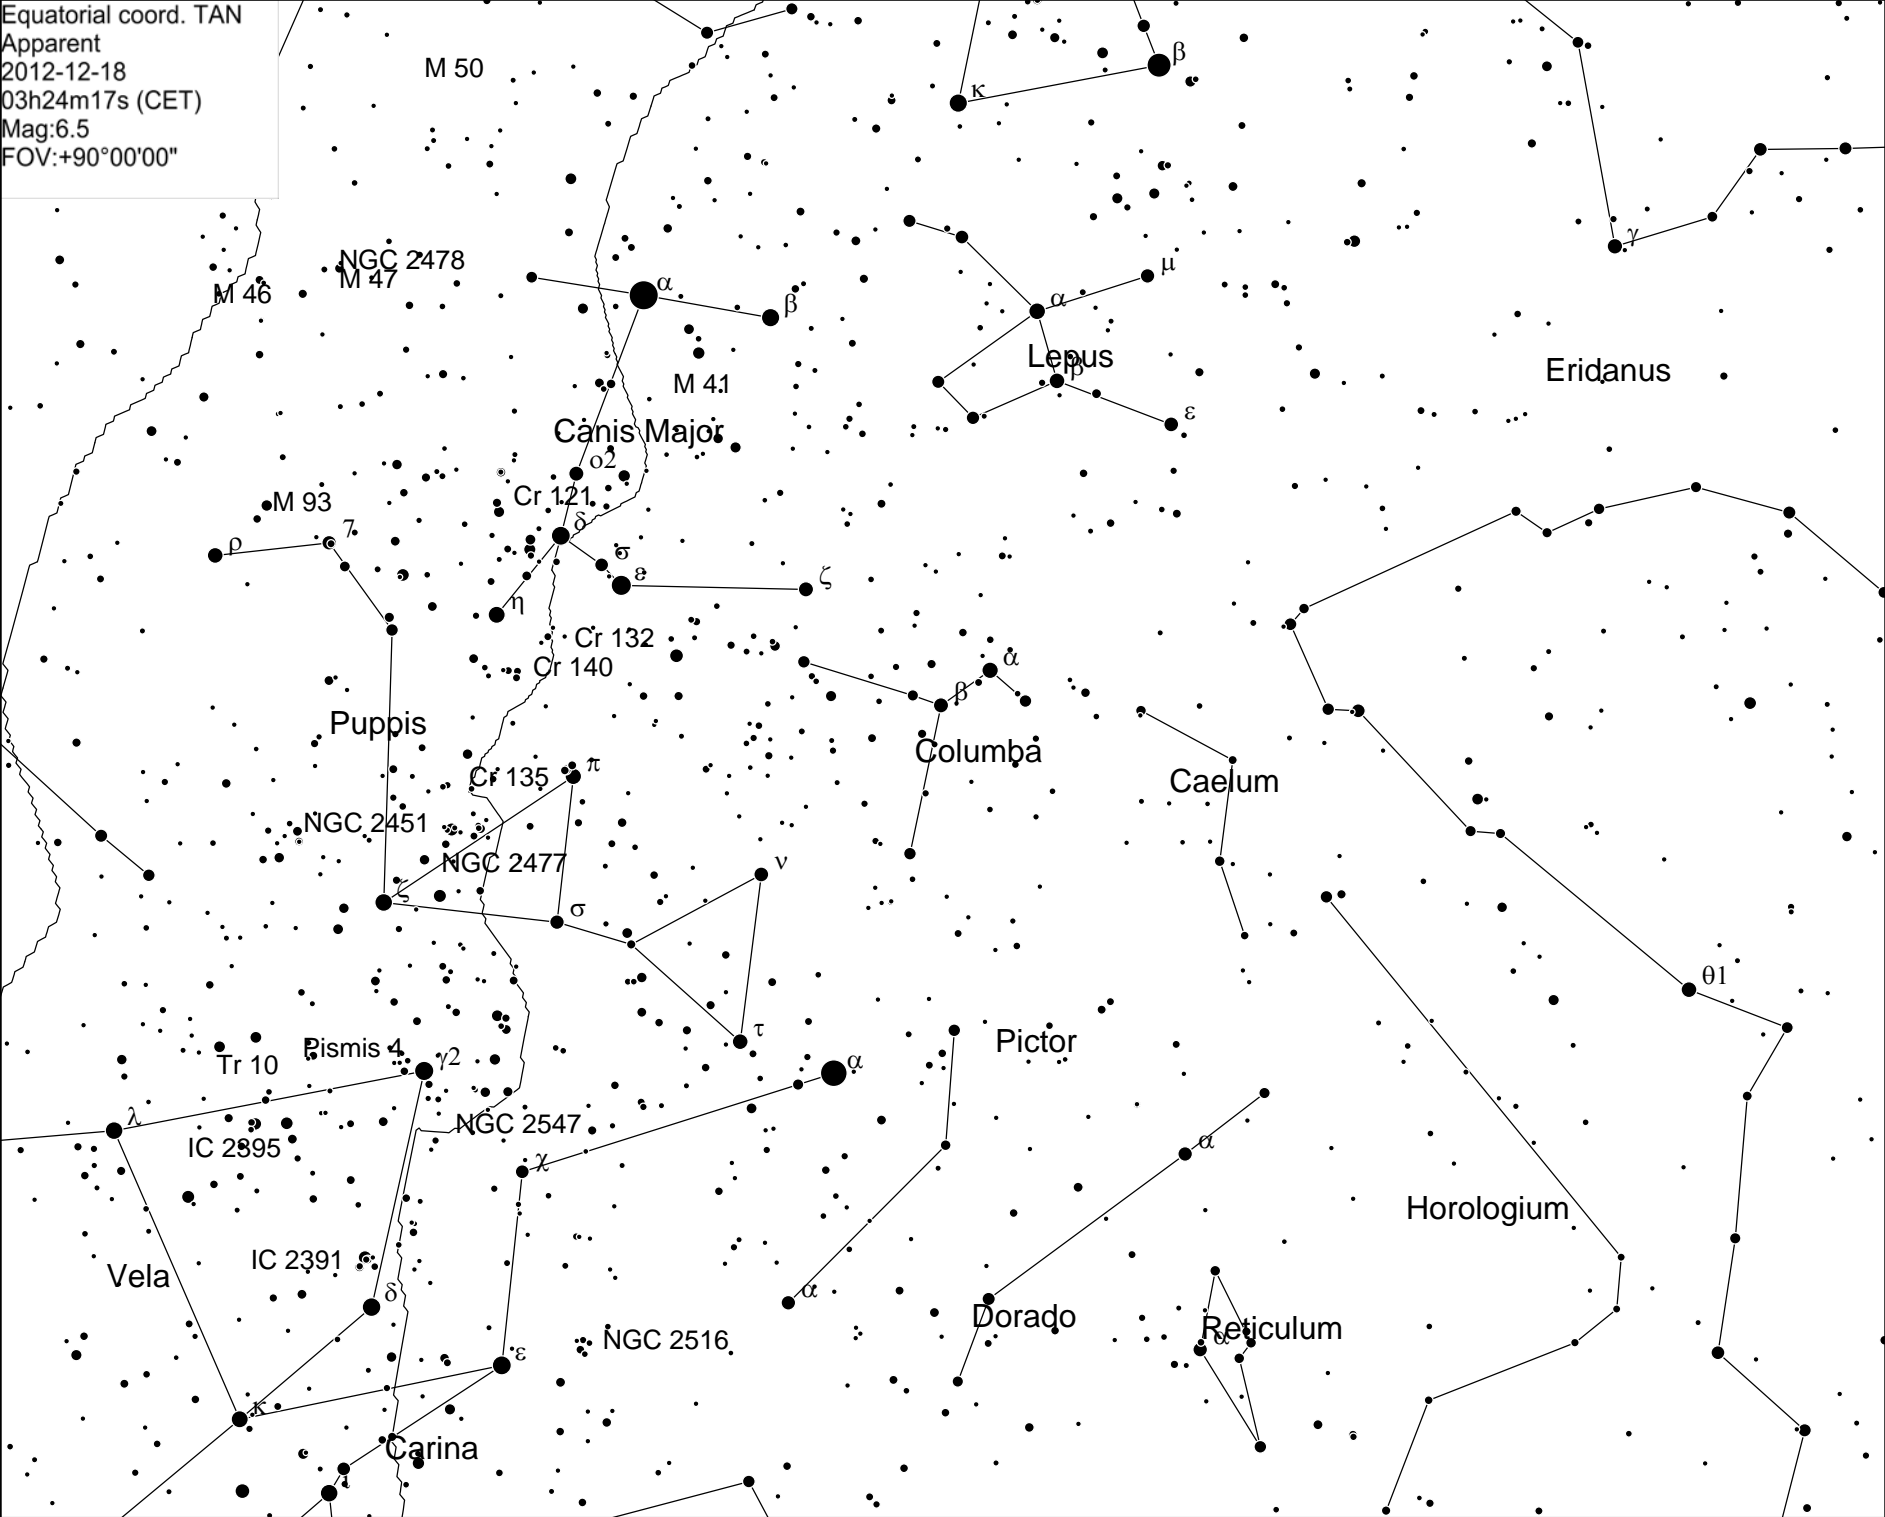 Equatorial coord. TAN
Apparent
2012-12-18
03h24m17s (CET)
Mag:6.5
FOV:+90°00'00"
M 50
β
κ
γ
NGC 2478
M 47
M 46
α
β
μ
α
Lepus
β
ε
Eridanus
M 41
Canis Major
ο2
Cr 121
M 93
7
ρ
δ
σ
ε
ζ
η
Cr 132
Cr 140
α
β
Puppis
Columba
Caelum
Cr 135
π
NGC 2451
NGC 2477
ν
ζ
σ
θ1
τ
Pictor
Pismis 4
γ2
Tr 10
α
λ
NGC 2547
IC 2395
χ
α
Horologium
IC 2391
Vela
δ
α
Dorado
Reticulum
α
NGC 2516
ε
κ
Carina
ι